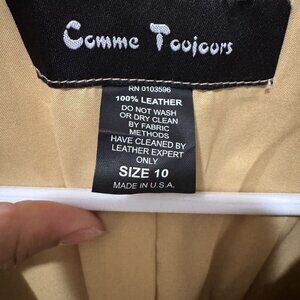 Comme Toujours
RN 0103596
100% LEATHER
DO NOT WASH
OR DRY CLEAN
BY FABRIC
METHODS
HAVE CLEANED BY
LEATHER EXPERT
ONLY
SIZE 10
MADE IN U.S.A.